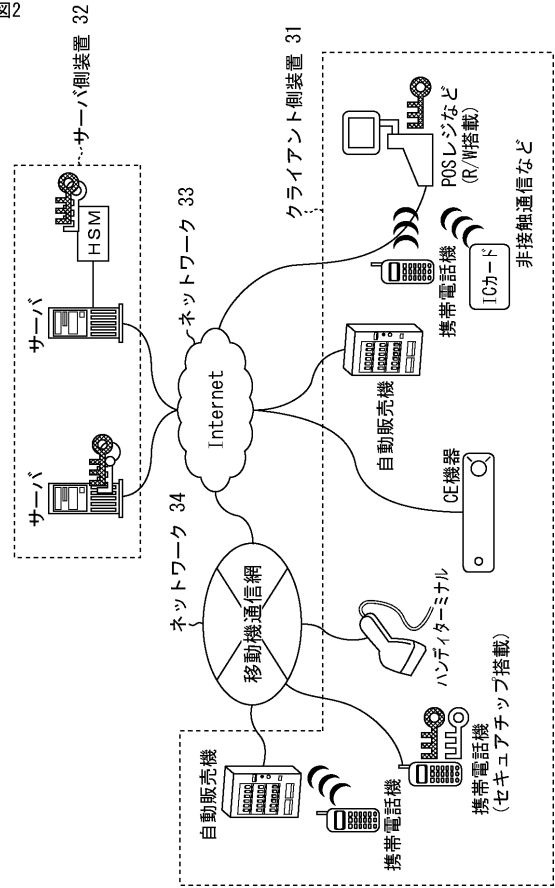 図2
サーバ側装置 32
サーバ
サーバ
HSM
ネットワーク 33
Internet
ネットワーク 34
移動機通信網
クライアント側装置 31
自動販売機
携帯電話機
携帯電話機
(セキュアチップ搭載)
ハンディターミナル
CE機器
自動販売機
携帯電話機
ICカード
非接触通信など
POSレジなど
(R/W搭載)